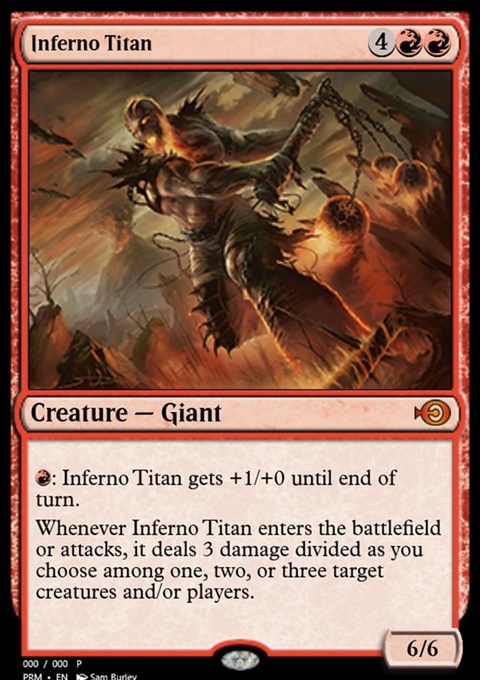 Inferno Titan 4
Creature — Giant
: Inferno Titan gets +1/+0 until end of
turn.
Whenever Inferno Titan enters the battlefield
or attacks, it deals 3 damage divided as you
choose among one, two, or three target
creatures and/or players.
6/6
000 / 000 P
PRM • EN Sam Burley